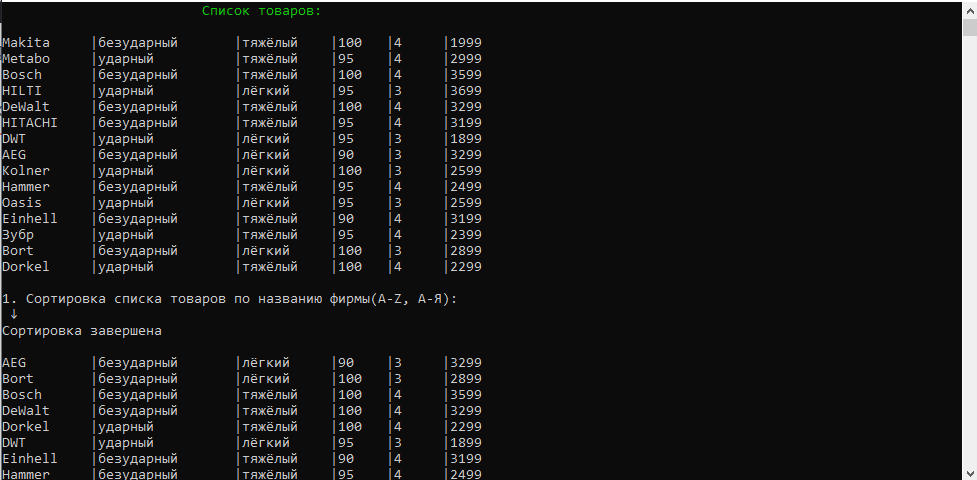 Список товаров:
Makita |безударный |тяжёлый |100 |4 |1999
Metabo |ударный |тяжёлый |95 |4 |2999
Bosch |безударный |тяжёлый |100 |4 |3599
HILTI |ударный |лёгкий |95 |3 |3699
DeWalt |безударный |тяжёлый |100 |4 |3299
HITACHI |безударный |тяжёлый |95 |4 |3199
DWT |ударный |лёгкий |95 |3 |1899
AEG |безударный |лёгкий |90 |3 |3299
Kolner |ударный |лёгкий |100 |3 |2599
Hammer |безударный |тяжёлый |95 |4 |2499
Oasis |ударный |лёгкий |95 |3 |2599
Einhell |безударный |тяжёлый |90 |4 |3199
Зубр |ударный |тяжёлый |95 |4 |2399
Bort |безударный |лёгкий |100 |3 |2899
Dorkel |ударный |тяжёлый |100 |4 |2299
1. Сортировка списка товаров по названию фирмы(A-Z, А-Я):
↓
Сортировка завершена
AEG |безударный |лёгкий |90 |3 |3299
Bort |безударный |лёгкий |100 |3 |2899
Bosch |безударный |тяжёлый |100 |4 |3599
DeWalt |безударный |тяжёлый |100 |4 |3299
Dorkel |ударный |тяжёлый |100 |4 |2299
DWT |ударный |лёгкий |95 |3 |1899
Einhell |безударный |тяжёлый |90 |4 |3199
Hammer |безударный |тяжёлый |95 |4 |2499